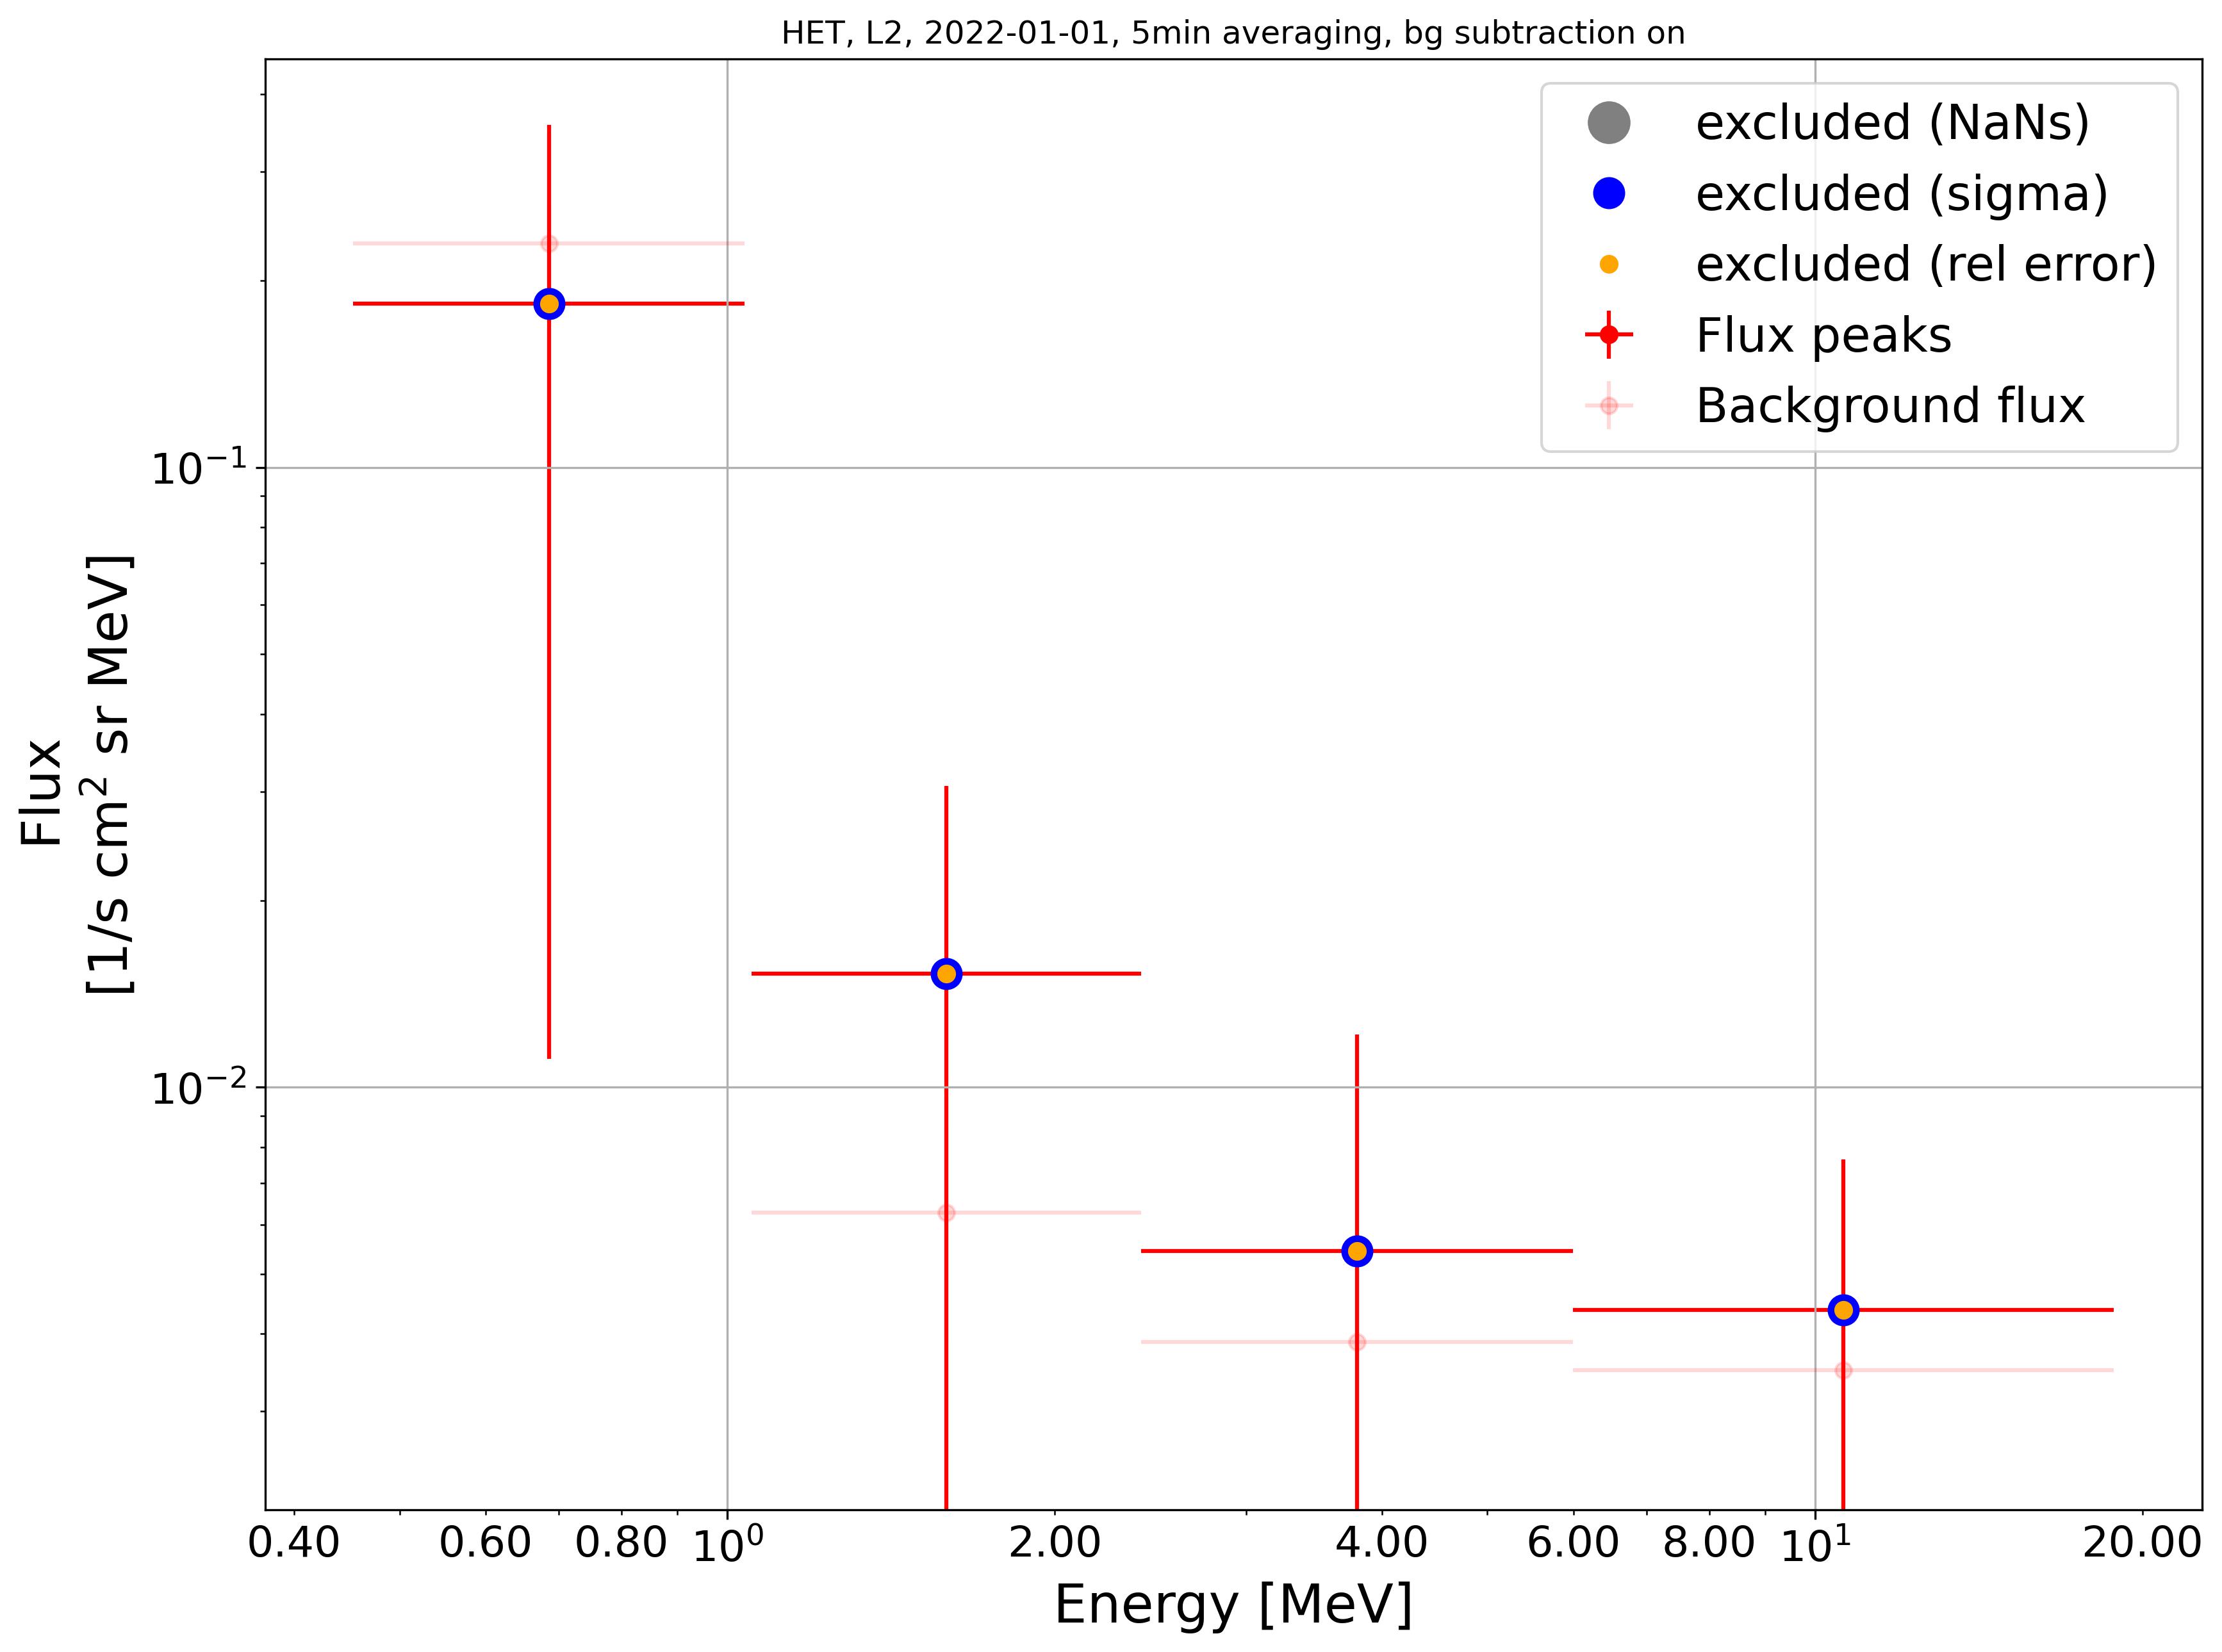 HET, L2, 2022-01-01, 5min averaging, bg subtraction on
excluded (NaNs)
excluded (sigma)
excluded (rel error)
Flux peaks
Background flux
Flux
[1/s cm² sr MeV]
10⁻¹
10⁻²
0.40 0.60 0.80 10⁰ 2.00 4.00 6.00 8.00 10¹ 20.00
Energy [MeV]